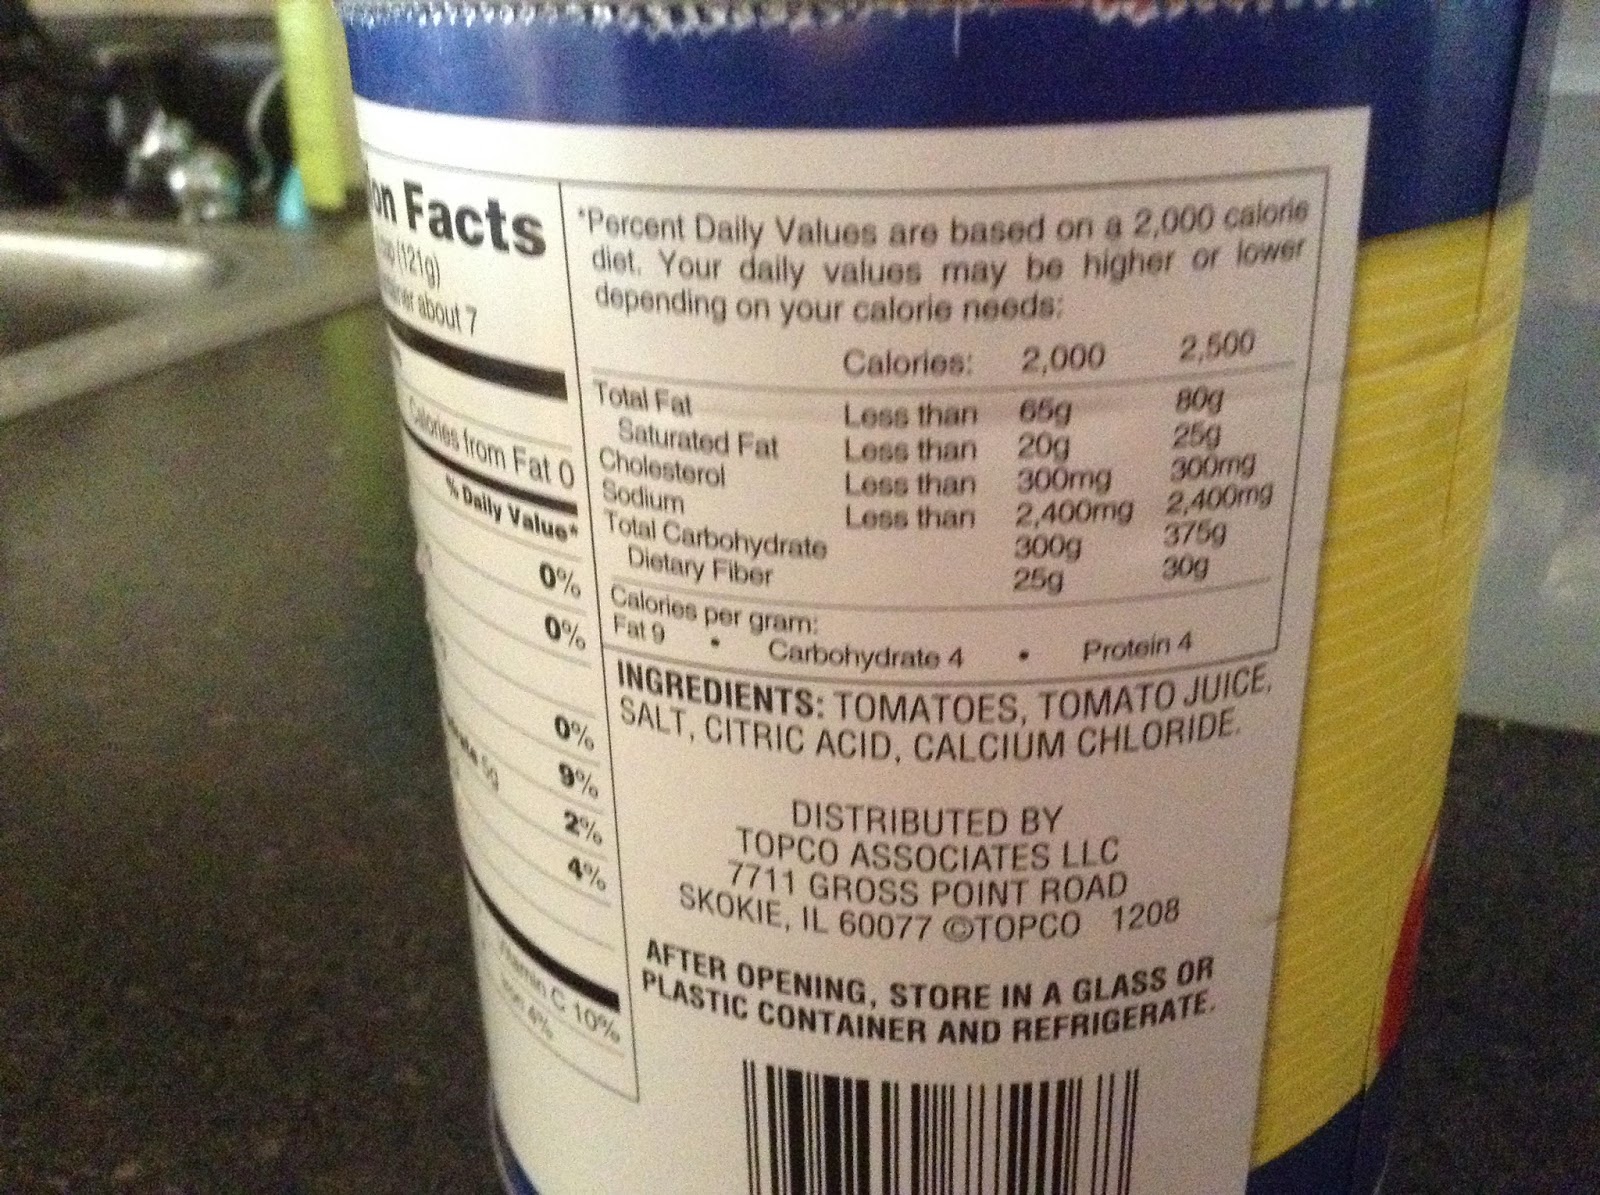 on Facts
(121g)
about 7
Calories from Fat 0
% Daily Value*
0%
0%
0%
5g 9%
2%
4%
Vitamin C 10%
4%
*Percent Daily Values are based on a 2,000 calorie
diet. Your daily values may be higher or lower
depending on your calorie needs:
Calories: 2,000 2,500
Total Fat Less than 65g 80g
Saturated Fat Less than 20g 25g
Cholesterol Less than 300mg 300mg
Sodium Less than 2,400mg 2,400mg
Total Carbohydrate 300g 375g
Dietary Fiber 25g 30g
Calories per gram:
Fat 9 • Carbohydrate 4 • Protein 4
INGREDIENTS: TOMATOES, TOMATO JUICE,
SALT, CITRIC ACID, CALCIUM CHLORIDE.
DISTRIBUTED BY
TOPCO ASSOCIATES LLC
7711 GROSS POINT ROAD
SKOKIE, IL 60077 ©TOPCO 1208
AFTER OPENING, STORE IN A GLASS OR
PLASTIC CONTAINER AND REFRIGERATE.